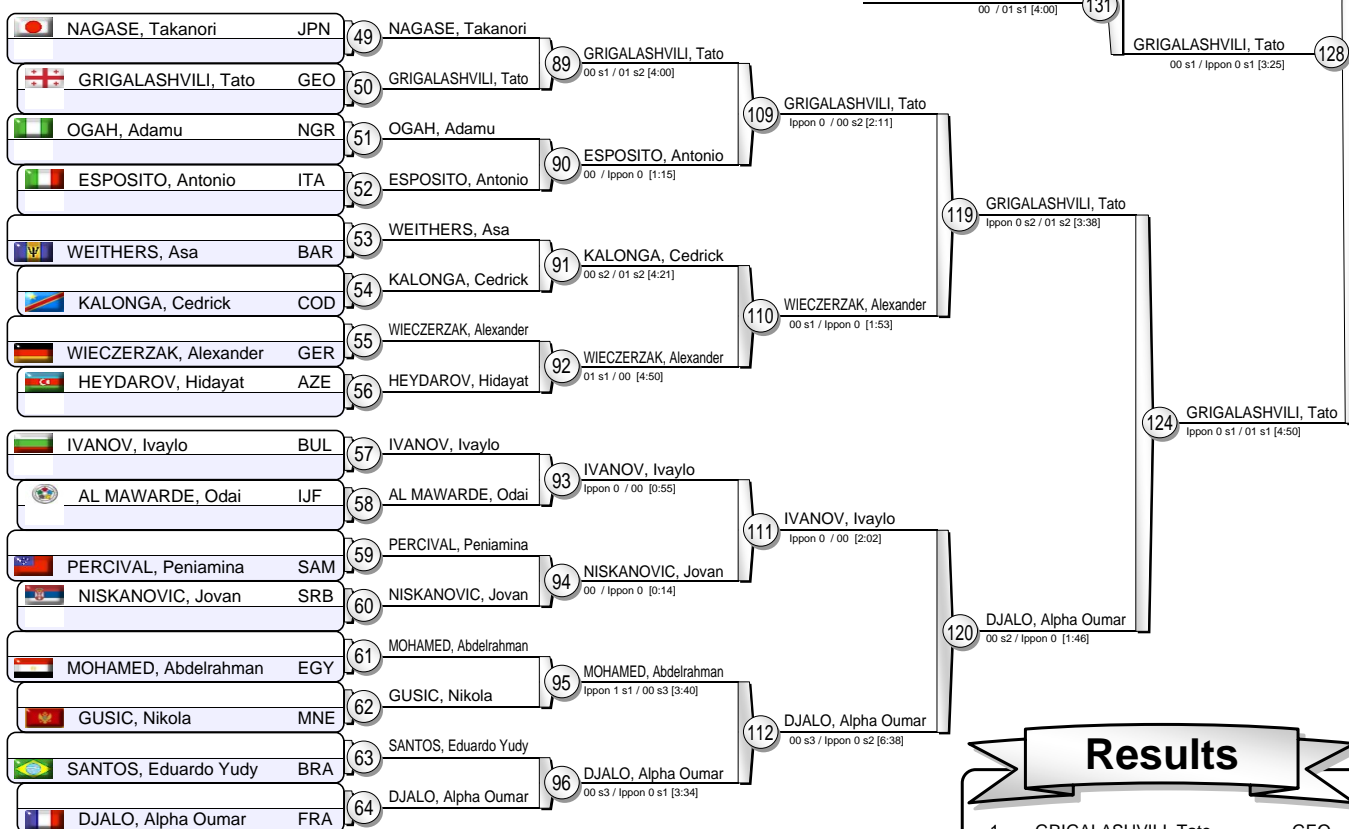 00 / 01 s1 [4:00]
131
GRIGALASHVILI, Tato
00 s1 / Ippon 0 s1 [3:25]
128
NAGASE, Takanori JPN
49
NAGASE, Takanori
89
GRIGALASHVILI, Tato
00 s1 / 01 s2 [4:00]
GRIGALASHVILI, Tato GEO
50
GRIGALASHVILI, Tato
109
GRIGALASHVILI, Tato
Ippon 0 / 00 s2 [2:11]
OGAH, Adamu NGR
51
OGAH, Adamu
90
ESPOSITO, Antonio
00 / Ippon 0 [1:15]
ESPOSITO, Antonio ITA
52
ESPOSITO, Antonio
119
GRIGALASHVILI, Tato
Ippon 0 s2 / 01 s2 [3:38]
WEITHERS, Asa BAR
53
WEITHERS, Asa
91
KALONGA, Cedrick
00 s2 / 01 s2 [4:21]
KALONGA, Cedrick COD
54
KALONGA, Cedrick
110
WIECZERZAK, Alexander
00 s1 / Ippon 0 [1:53]
WIECZERZAK, Alexander GER
55
WIECZERZAK, Alexander
92
WIECZERZAK, Alexander
01 s1 / 00 [4:50]
HEYDAROV, Hidayat AZE
56
HEYDAROV, Hidayat
124
GRIGALASHVILI, Tato
Ippon 0 s1 / 01 s1 [4:50]
IVANOV, Ivaylo BUL
57
IVANOV, Ivaylo
93
IVANOV, Ivaylo
Ippon 0 / 00 [0:55]
AL MAWARDE, Odai IJF
58
AL MAWARDE, Odai
111
IVANOV, Ivaylo
Ippon 0 / 00 [2:02]
PERCIVAL, Peniamina SAM
59
PERCIVAL, Peniamina
94
NISKANOVIC, Jovan
00 / Ippon 0 [0:14]
NISKANOVIC, Jovan SRB
60
NISKANOVIC, Jovan
120
DJALO, Alpha Oumar
00 s2 / Ippon 0 [1:46]
MOHAMED, Abdelrahman EGY
61
MOHAMED, Abdelrahman
95
MOHAMED, Abdelrahman
Ippon 1 s1 / 00 s3 [3:40]
GUSIC, Nikola MNE
62
GUSIC, Nikola
112
DJALO, Alpha Oumar
00 s3 / Ippon 0 s2 [6:38]
SANTOS, Eduardo Yudy BRA
63
SANTOS, Eduardo Yudy
96
DJALO, Alpha Oumar
00 s3 / Ippon 0 s1 [3:34]
DJALO, Alpha Oumar FRA
64
DJALO, Alpha Oumar
Results
1 GRIGALASHVILI, Tato GEO